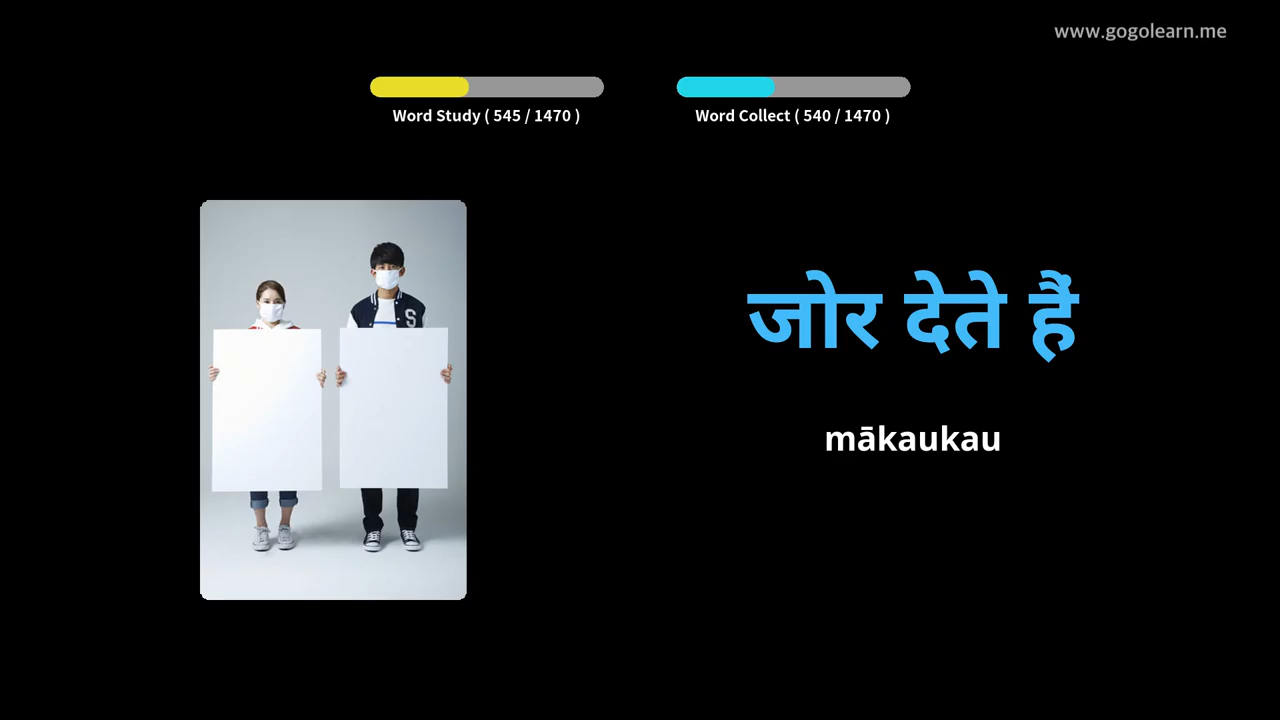 www.gogolearn.me
Word Study ( 545 / 1470 )
Word Collect ( 540 / 1470 )
S
जोर देते हैं
mākaukau